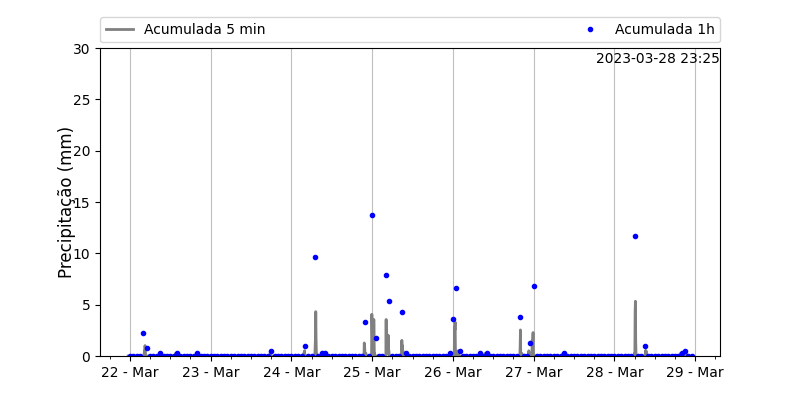 Acumulada 5 min
Acumulada 1h
2023-03-28 23:25
Precipitação (mm)
30
25
20
15
10
5
0
22 - Mar
23 - Mar
24 - Mar
25 - Mar
26 - Mar
27 - Mar
28 - Mar
29 - Mar